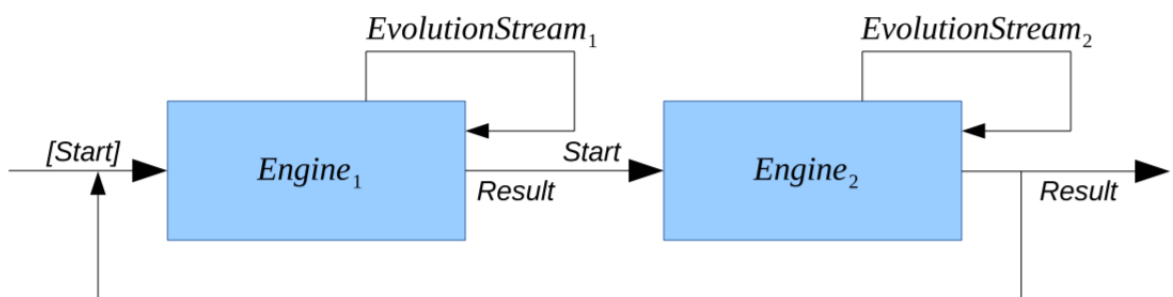 EvolutionStream₁
EvolutionStream₂
[Start]
Engine₁
Start
Result
Engine₂
Result